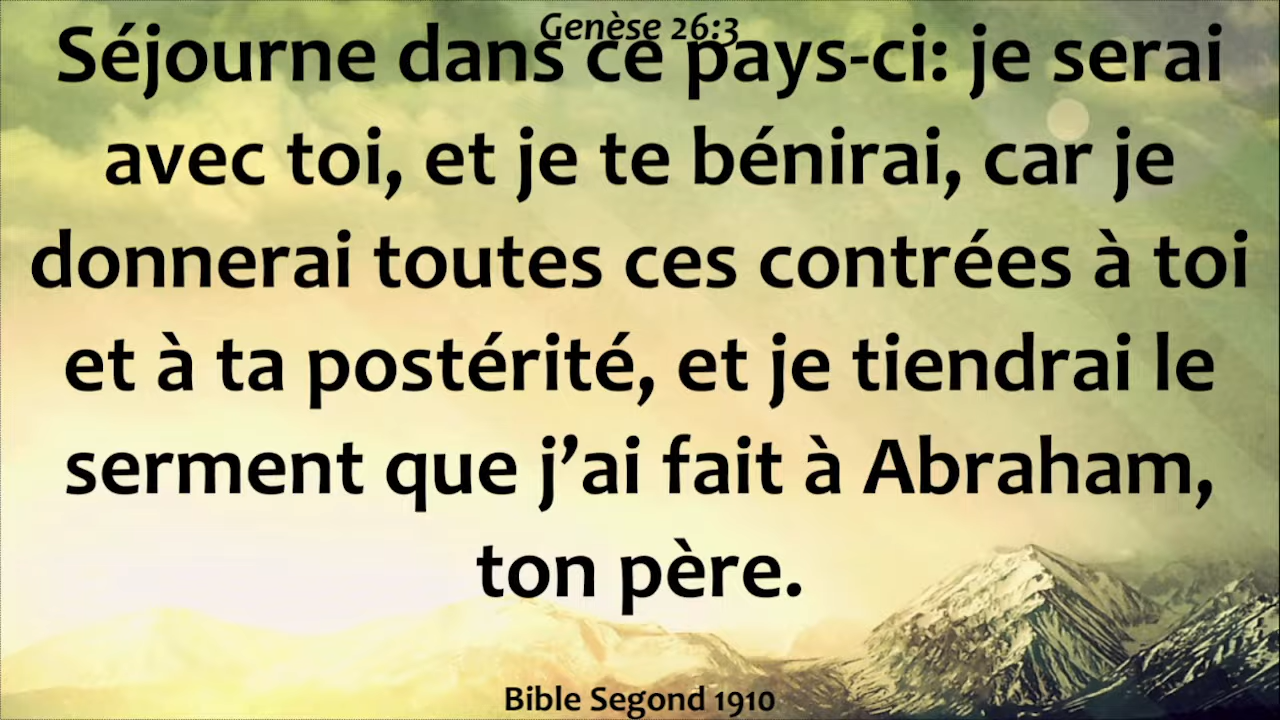 Genèse 26:3
Séjourne dans ce pays-ci: je serai
avec toi, et je te bénirai, car je
donnerai toutes ces contrées à toi
et à ta postérité, et je tiendrai le
serment que j’ai fait à Abraham,
ton père.
Bible Segond 1910